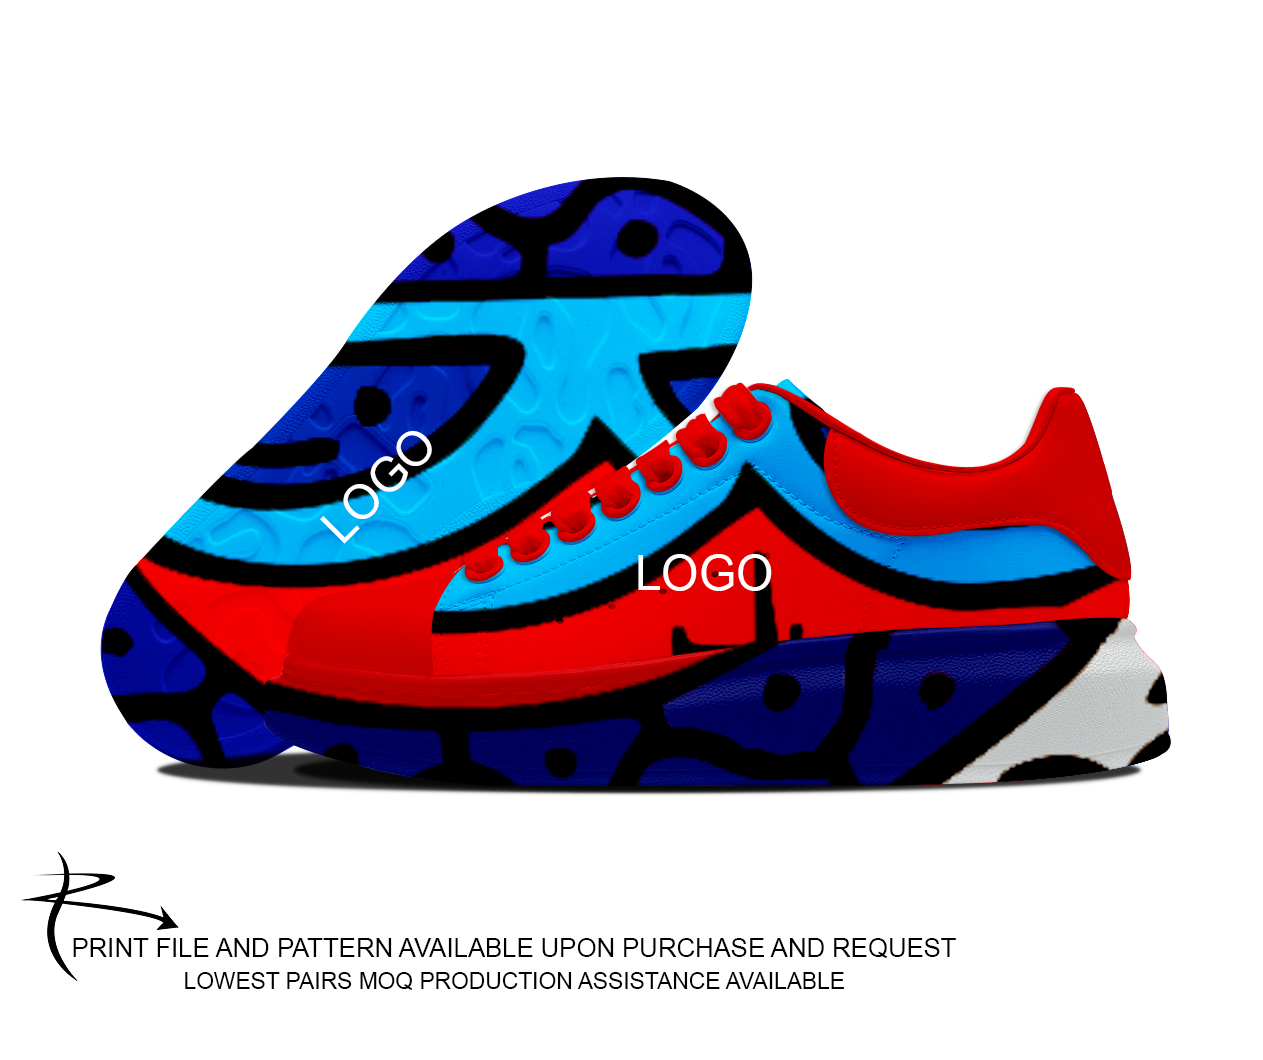 LOGO
LOGO
PRINT FILE AND PATTERN AVAILABLE UPON PURCHASE AND REQUEST
LOWEST PAIRS MOQ PRODUCTION ASSISTANCE AVAILABLE